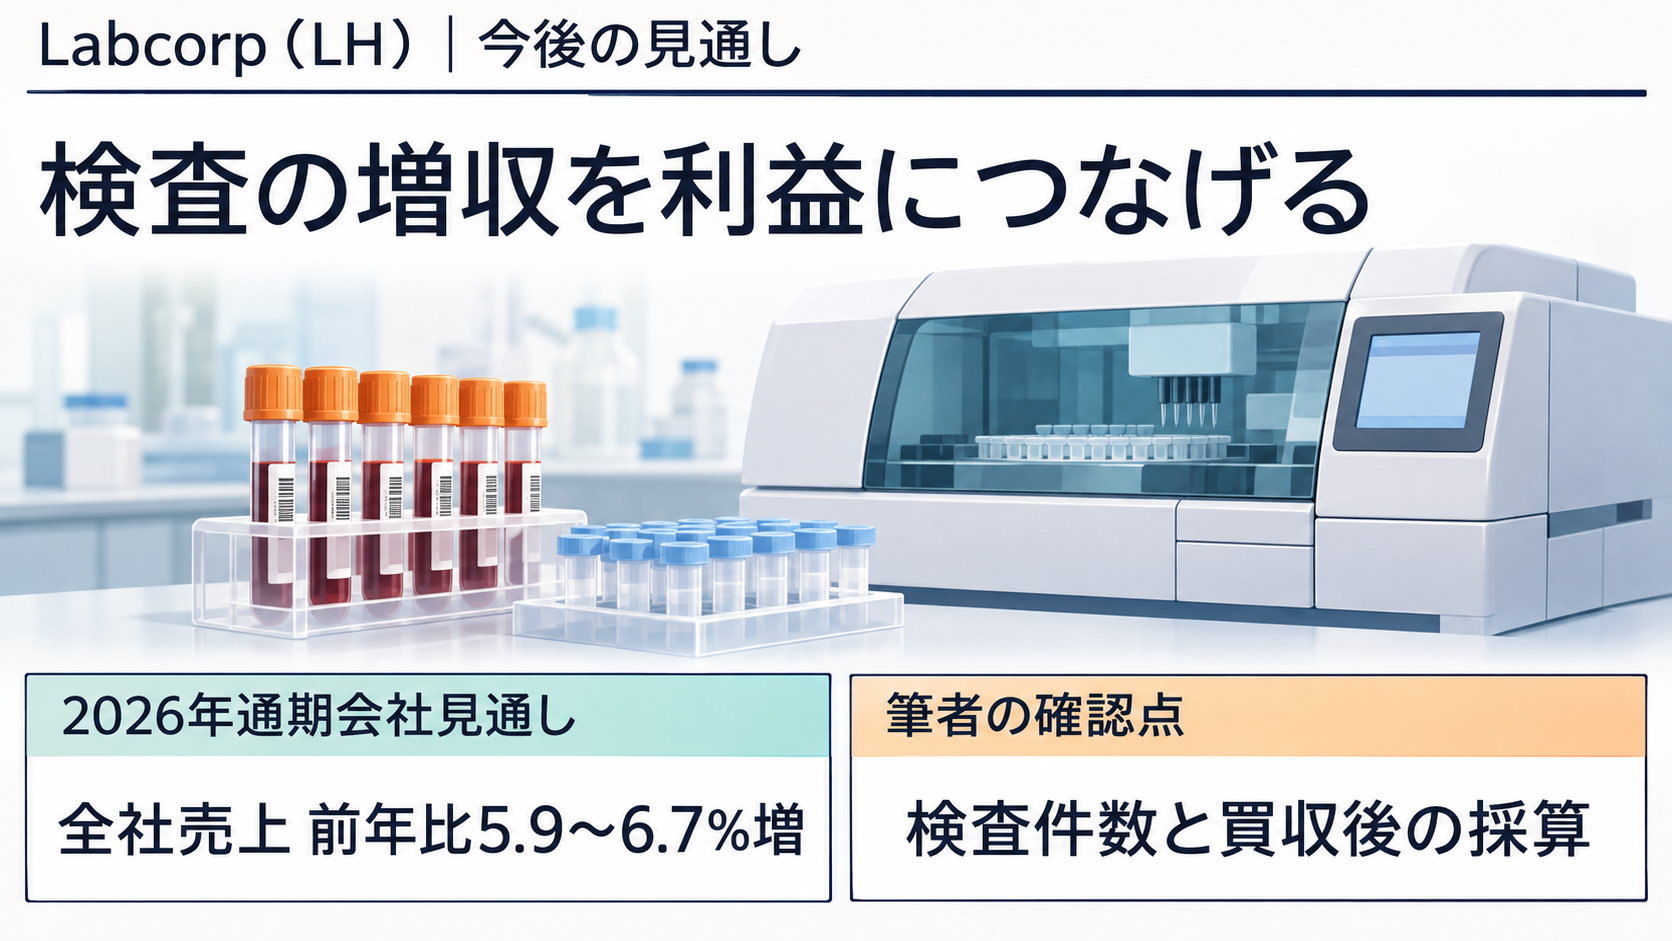 Labcorp（LH）｜今後の見通し
検査の増収を利益につなげる
2026年通期会社見通し
全社売上 前年比5.9～6.7%増
筆者の確認点
検査件数と買収後の採算